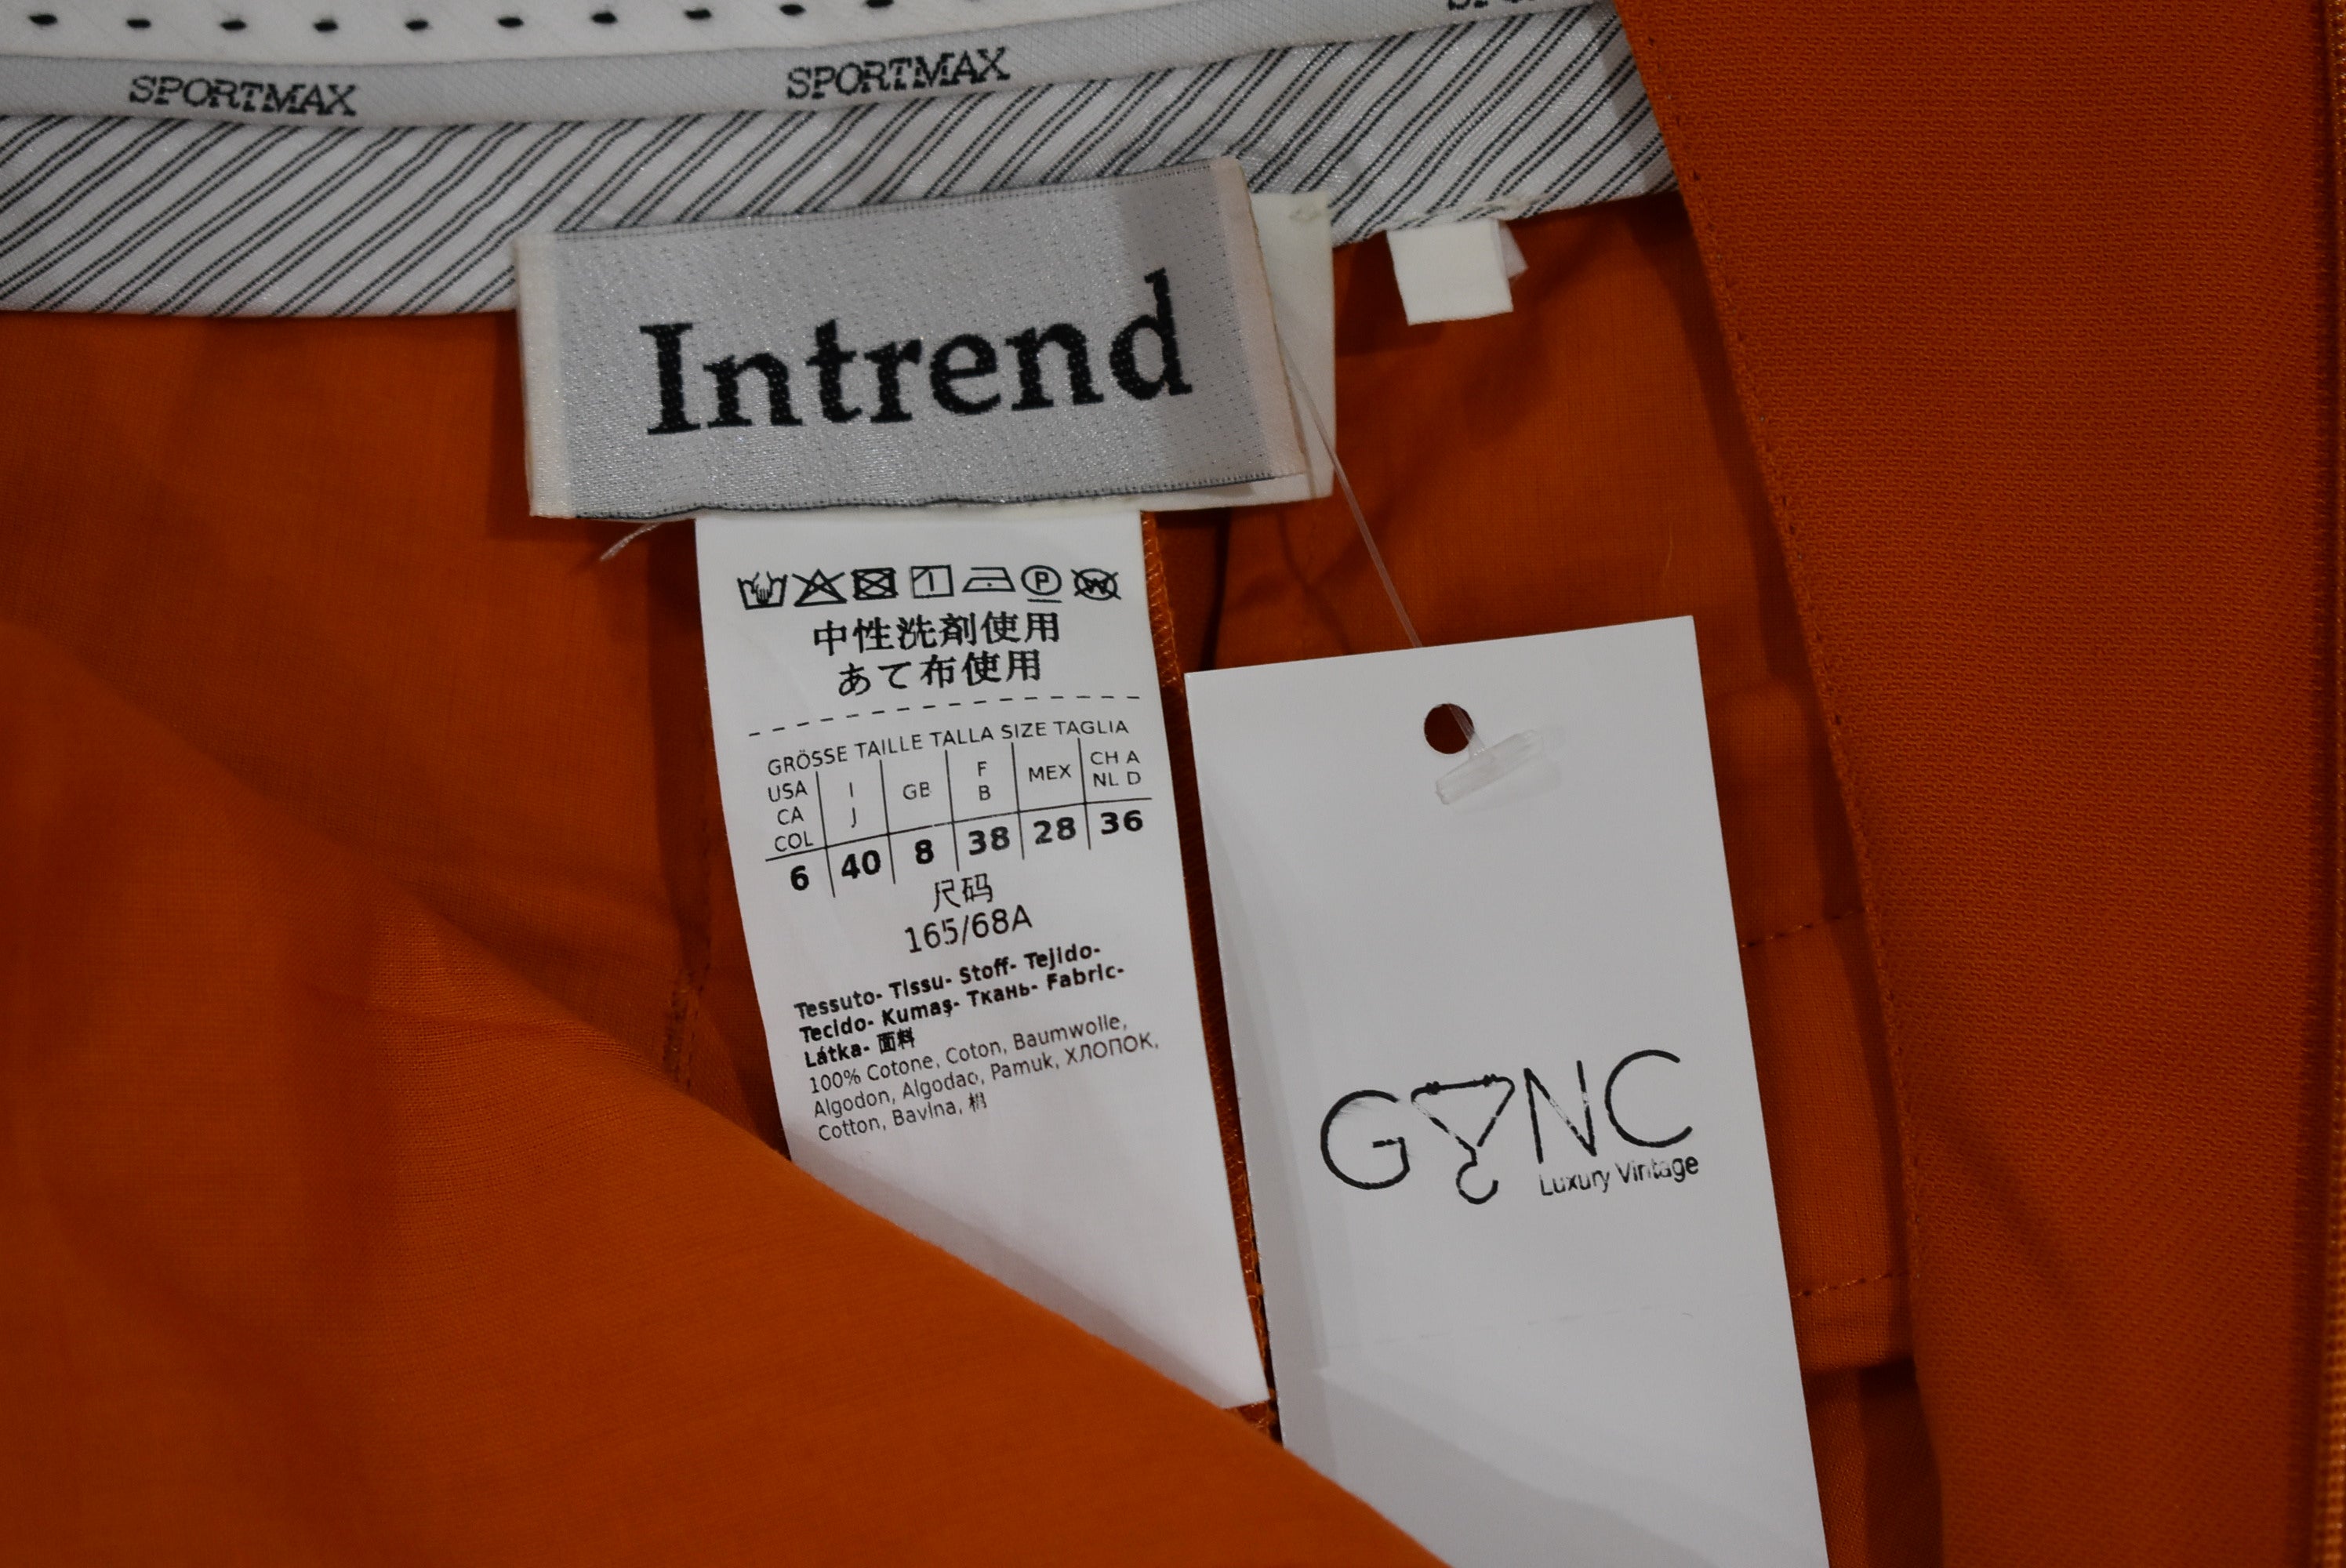 SPORTMAX SPORTMAX
Intrend
中性洗剤使用
あて布使用
GRÖSSE TAILLE TALLA SIZE TAGLIA
USA CA COL I J GB F B MEX CH A NL D
6 40 8 38 28 36
尺码
165/68A
Tessuto- Tissu- Stoff- Tejido-
Tecido- Kumaş- Ткань- Fabric-
Látka- 面料
100% Cotone, Coton, Baumwolle,
Algodon, Algodao, Pamuk, ХЛОПОК,
Cotton, Bavlna,
GANC
Luxury Vintage